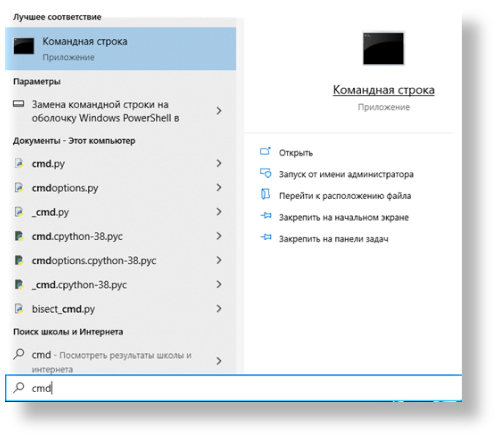 Лучшее соответствие
Командная строка
Приложение
Параметры
Замена командной строки на
оболочку Windows PowerShell в
Документы - Этот компьютер
cmd.py
cmdoptions.py
_cmd.py
cmd.cpython-38.pyc
cmdoptions.cpython-38.pyc
_cmd.cpython-38.pyc
bisect_cmd.py
Поиск школы и Интернета
cmd - Посмотреть результаты школы и
интернета
cmd
Командная строка
Приложение
Открыть
Запуск от имени администратора
Перейти к расположению файла
Закрепить на начальном экране
Закрепить на панели задач